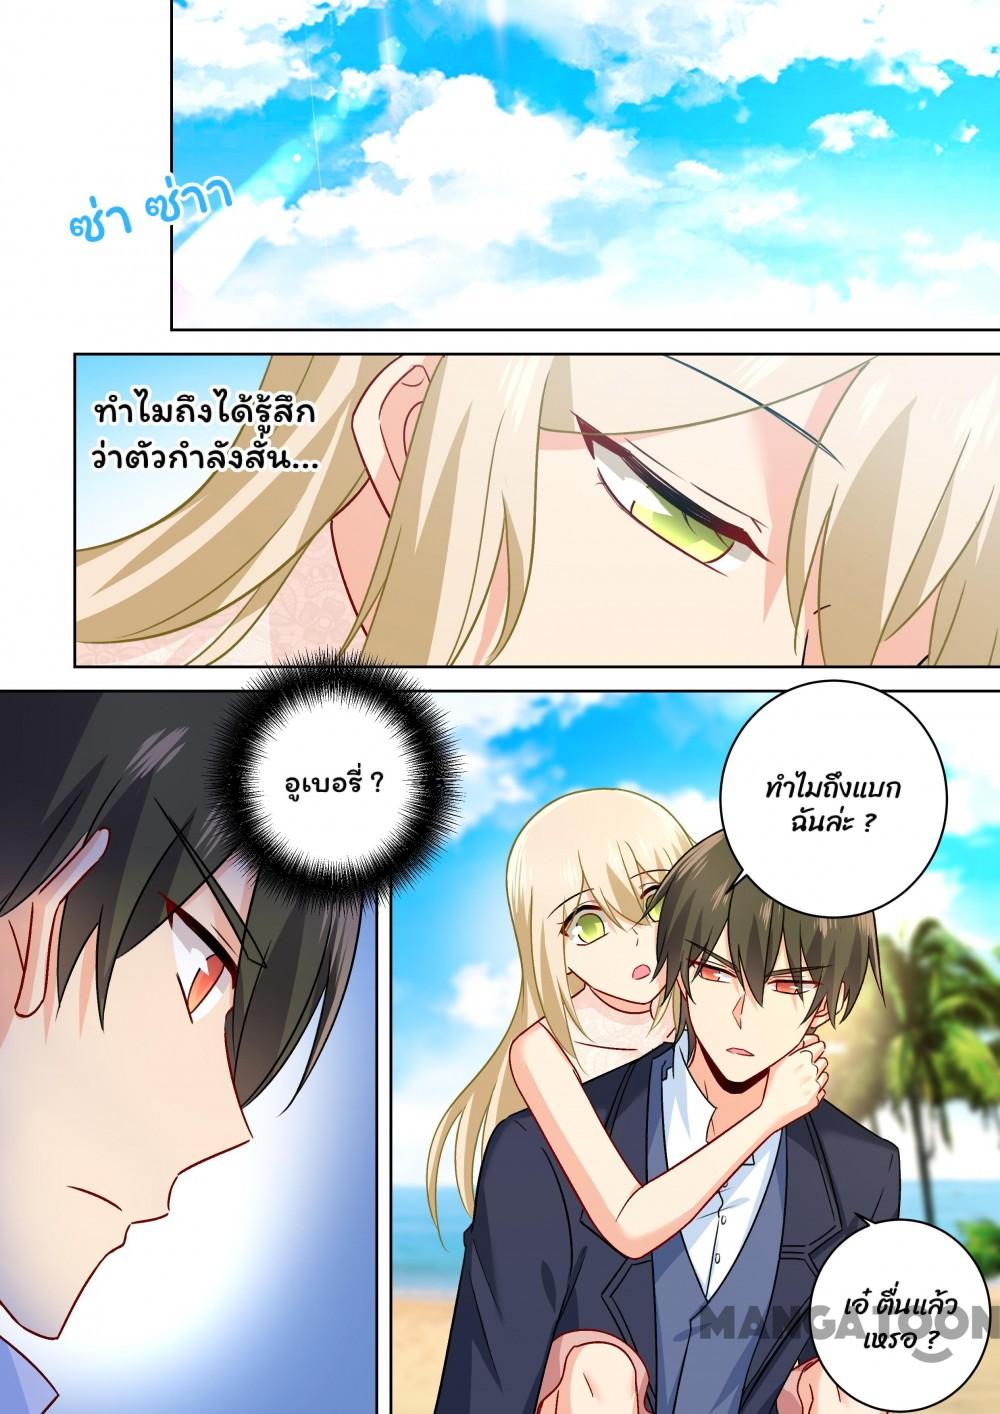 ซ่า ซ่าา
ทำไมถึงได้รู้สึก
ว่าตัวกำลังสั่น...
อูเบอรี่ ?
ทำไมถึงแบก
ฉันล่ะ ?
เอ๋ ตื่นแล้ว
เหรอ ?
MANGATOON